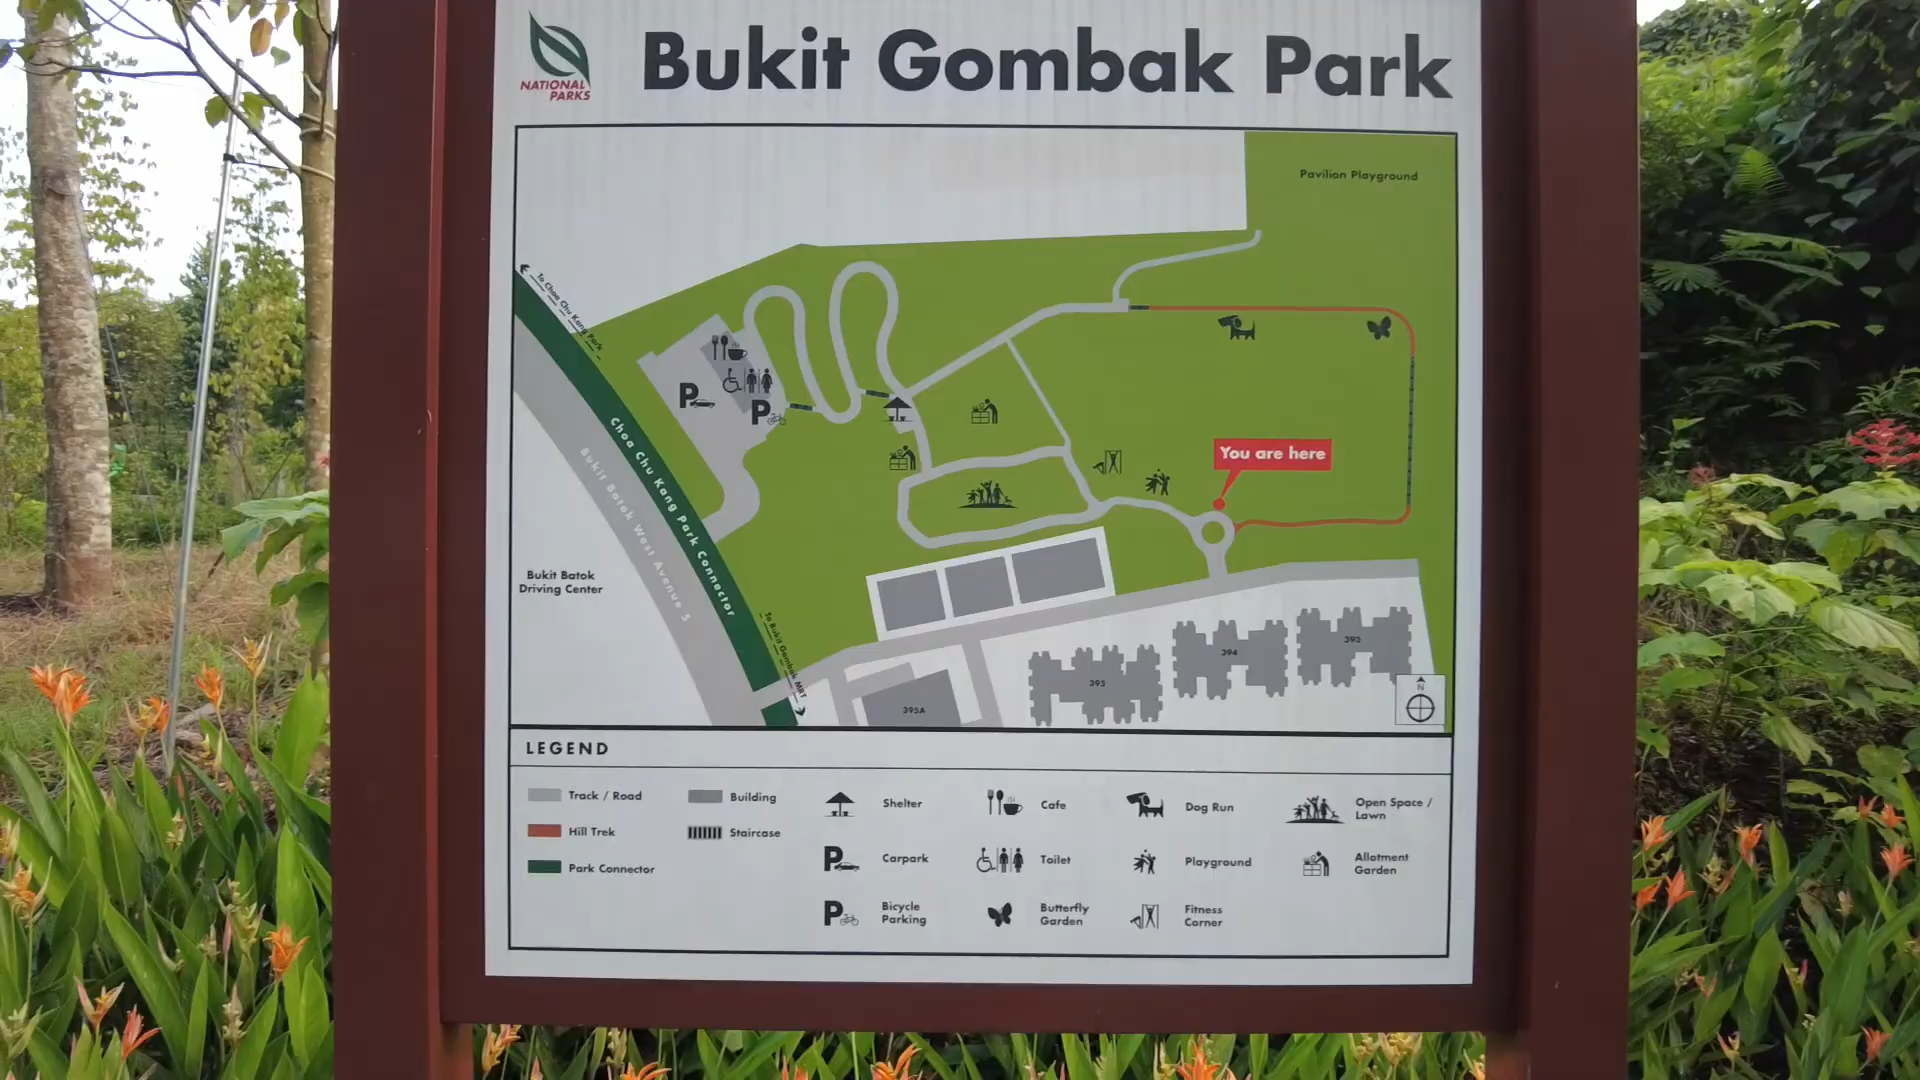 NATIONAL
PARKS
Bukit Gombak Park
Pavilion Playground
To Choa Chu Kang Park
P
P
Choa Chu Kang Park Connector
Bukit Batok West Avenue 5
You are here
Bukit Batok
Driving Center
To Bukit Gombak MRT
395A
395
394
393
N
LEGEND
Track / Road
Hill Trek
Park Connector
Building
Staircase
Shelter
P Carpark
P Bicycle
Parking
Cafe
Toilet
Butterfly
Garden
Dog Run
Playground
Fitness
Corner
Open Space /
Lawn
Allotment
Garden